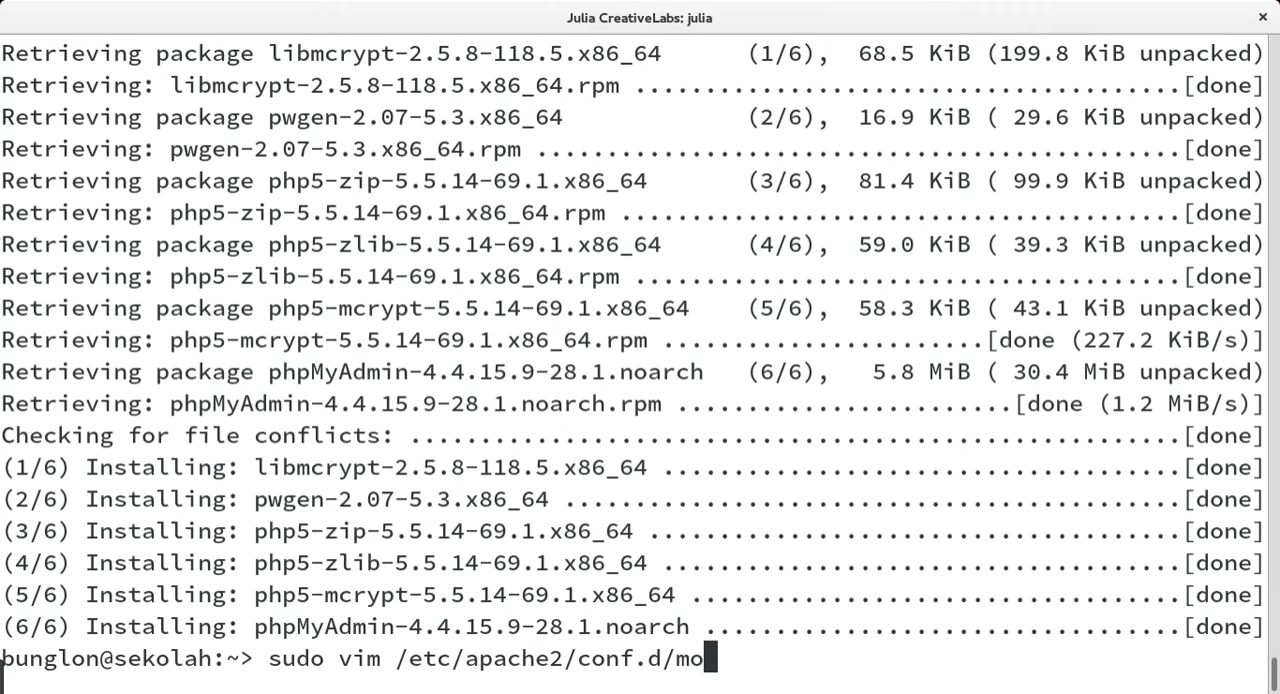 Julia CreativeLabs: julia ×
Retrieving package libmcrypt-2.5.8-118.5.x86_64 (1/6), 68.5 KiB (199.8 KiB unpacked)
Retrieving: libmcrypt-2.5.8-118.5.x86_64.rpm .......................................[done]
Retrieving package pwgen-2.07-5.3.x86_64 (2/6), 16.9 KiB ( 29.6 KiB unpacked)
Retrieving: pwgen-2.07-5.3.x86_64.rpm ..............................................[done]
Retrieving package php5-zip-5.5.14-69.1.x86_64 (3/6), 81.4 KiB ( 99.9 KiB unpacked)
Retrieving: php5-zip-5.5.14-69.1.x86_64.rpm ........................................[done]
Retrieving package php5-zlib-5.5.14-69.1.x86_64 (4/6), 59.0 KiB ( 39.3 KiB unpacked)
Retrieving: php5-zlib-5.5.14-69.1.x86_64.rpm .......................................[done]
Retrieving package php5-mcrypt-5.5.14-69.1.x86_64 (5/6), 58.3 KiB ( 43.1 KiB unpacked)
Retrieving: php5-mcrypt-5.5.14-69.1.x86_64.rpm .......................[done (227.2 KiB/s)]
Retrieving package phpMyAdmin-4.4.15.9-28.1.noarch (6/6), 5.8 MiB ( 30.4 MiB unpacked)
Retrieving: phpMyAdmin-4.4.15.9-28.1.noarch.rpm ........................[done (1.2 MiB/s)]
Checking for file conflicts: .......................................................[done]
(1/6) Installing: libmcrypt-2.5.8-118.5.x86_64 .....................................[done]
(2/6) Installing: pwgen-2.07-5.3.x86_64 ............................................[done]
(3/6) Installing: php5-zip-5.5.14-69.1.x86_64 ......................................[done]
(4/6) Installing: php5-zlib-5.5.14-69.1.x86_64 .....................................[done]
(5/6) Installing: php5-mcrypt-5.5.14-69.1.x86_64 ...................................[done]
(6/6) Installing: phpMyAdmin-4.4.15.9-28.1.noarch ..................................[done]
bunglon@sekolah:~> sudo vim /etc/apache2/conf.d/mo